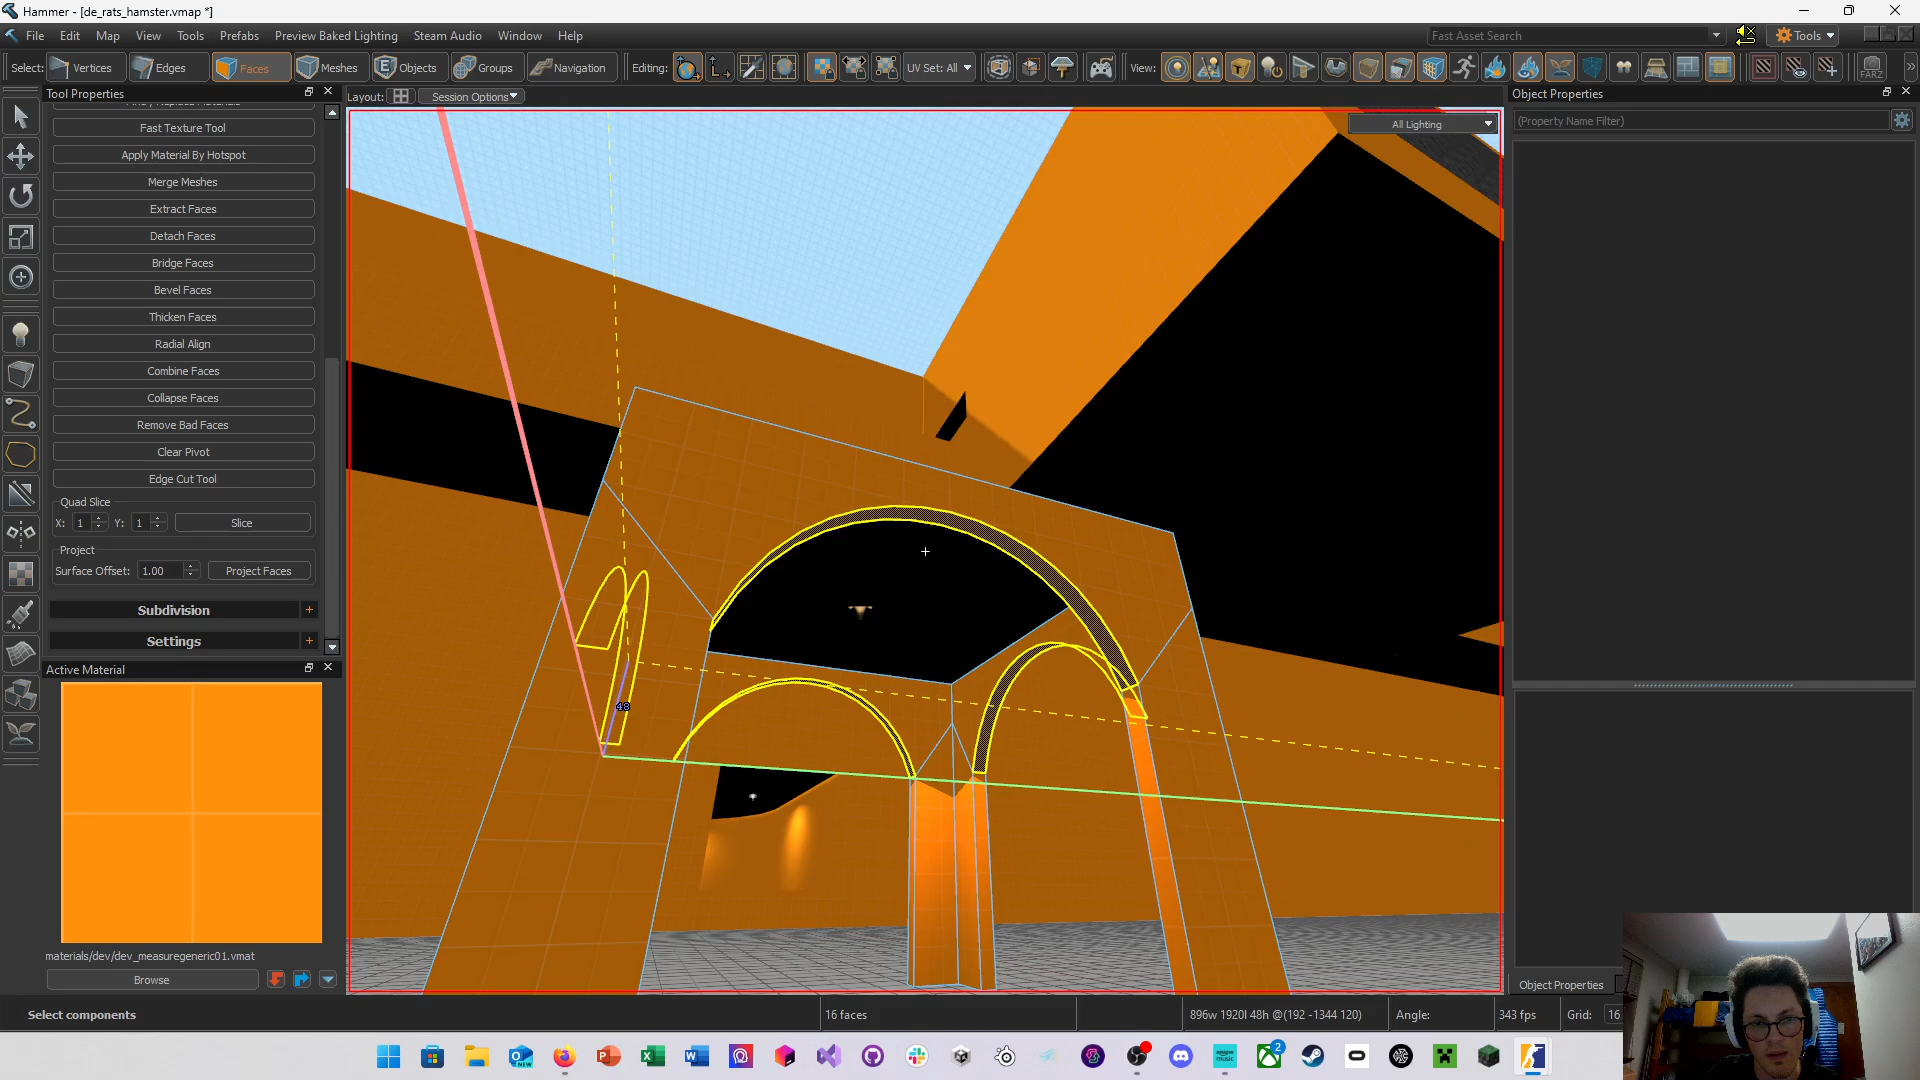 Hammer - [de_rats_hamster.vmap *]
File Edit Map View Tools Prefabs Preview Baked Lighting Steam Audio Window Help
Fast Asset Search
Tools
Select: Vertices Edges Faces Meshes Objects Groups Navigation
Editing:
UV Set: All
View:
FARZ
Tool Properties
Layout:
Session Options
Object Properties
All Lighting
(Property Name Filter)
Fast Texture Tool
Apply Material By Hotspot
Merge Meshes
Extract Faces
Detach Faces
Bridge Faces
Bevel Faces
Thicken Faces
Radial Align
Combine Faces
Collapse Faces
Remove Bad Faces
Clear Pivot
Edge Cut Tool
Quad Slice
X: 1 Y: 1 Slice
Project
Surface Offset: 1.00 Project Faces
Subdivision +
Settings +
Active Material
48
materials/dev/dev_measuregeneric01.vmat
Browse
Object Properties
Select components
16 faces
896w 1920l 48h @(192 -1344 120)
Angle:
343 fps
Grid: 16
NEW
2
amazon music